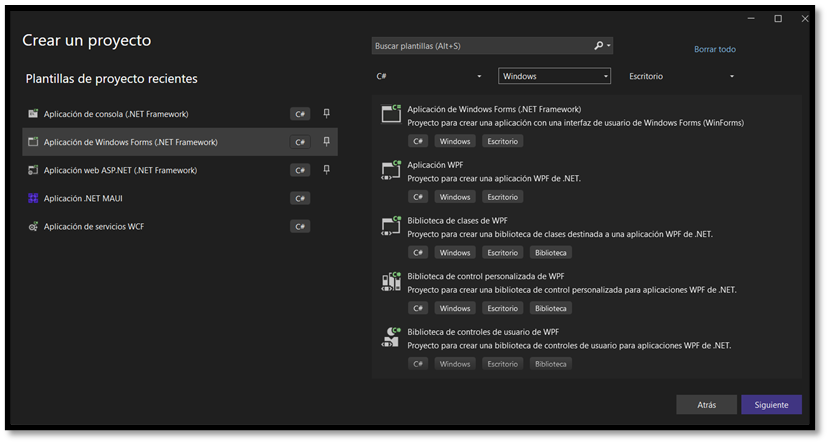 Crear un proyecto
Plantillas de proyecto recientes
Aplicación de consola (.NET Framework) C#
Aplicación de Windows Forms (.NET Framework) C#
Aplicación web ASP.NET (.NET Framework) C#
Aplicación .NET MAUI C#
Aplicación de servicios WCF C#
Buscar plantillas (Alt+S)
Borrar todo
C# Windows Escritorio
Aplicación de Windows Forms (.NET Framework)
Proyecto para crear una aplicación con una interfaz de usuario de Windows Forms (WinForms)
C# Windows Escritorio
Aplicación WPF
Proyecto para crear una aplicación WPF de .NET.
C# Windows Escritorio
Biblioteca de clases de WPF
Proyecto para crear una biblioteca de clases destinada a una aplicación WPF de .NET.
C# Windows Escritorio Biblioteca
Biblioteca de control personalizada de WPF
Proyecto para crear una biblioteca de control personalizada para aplicaciones WPF de .NET.
C# Windows Escritorio Biblioteca
Biblioteca de controles de usuario de WPF
Proyecto para crear una biblioteca de controles de usuario para aplicaciones WPF de .NET.
C# Windows Escritorio Biblioteca
Atrás Siguiente